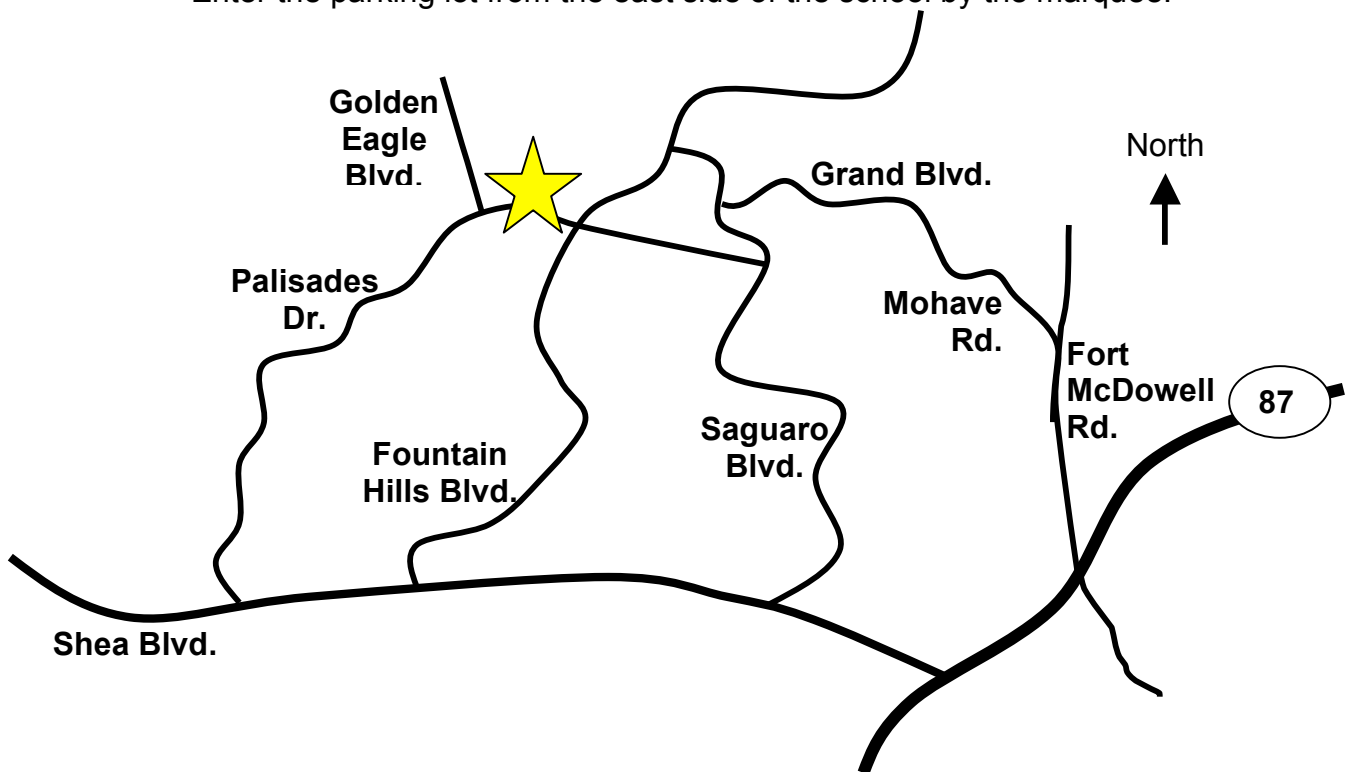 Enter the parking lot from the east side of the school by the marquee.
Golden
Eagle
Blvd.
North
Grand Blvd.
Palisades
Dr.
Mohave
Rd.
Fort
McDowell
Rd.
87
Saguaro
Blvd.
Fountain
Hills Blvd.
Shea Blvd.